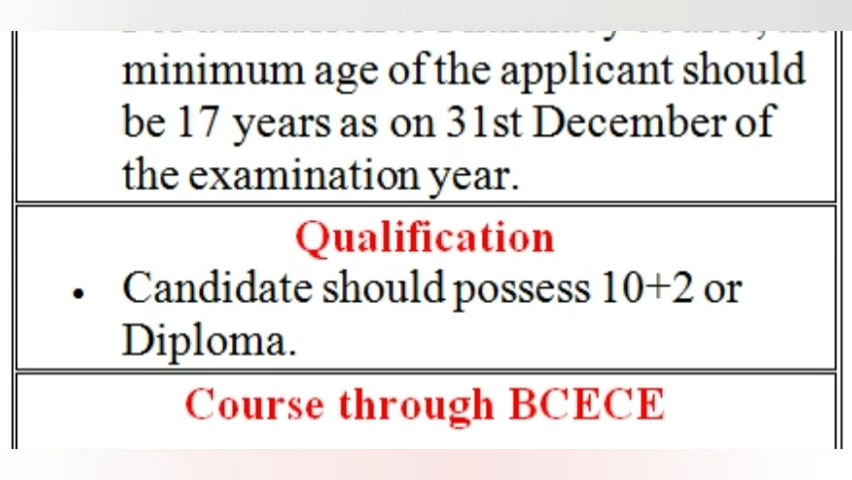 minimum age of the applicant should
be 17 years as on 31st December of
the examination year.
Qualification
• Candidate should possess 10+2 or
Diploma.
Course through BCECE